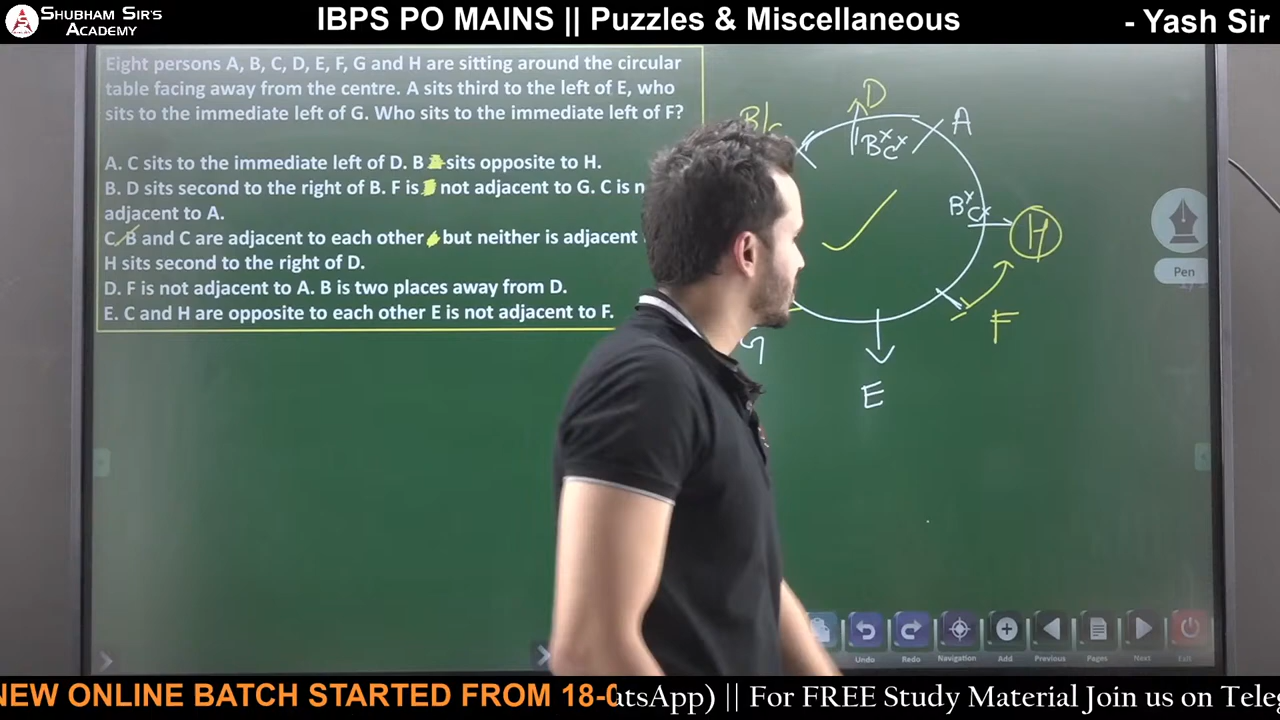 SHUBHAM SIR'S
ACADEMY
IBPS PO MAINS || Puzzles & Miscellaneous
- Yash Sir
Eight persons A, B, C, D, E, F, G and H are sitting around the circular
table facing away from the centre. A sits third to the left of E, who
sits to the immediate left of G. Who sits to the immediate left of F?
A. C sits to the immediate left of D. B sits opposite to H.
B. D sits second to the right of B. F is not adjacent to G. C is
adjacent to A.
C. B and C are adjacent to each other but neither is adjacent
H sits second to the right of D.
D. F is not adjacent to A. B is two places away from D.
E. C and H are opposite to each other E is not adjacent to F.
D
A
B C
B C
H
F
E
Pen
Undo
Redo
Navigation
Add
Previous
Pages
Next
Exit
NEW ONLINE BATCH STARTED FROM
|| For FREE Study Material Join us on